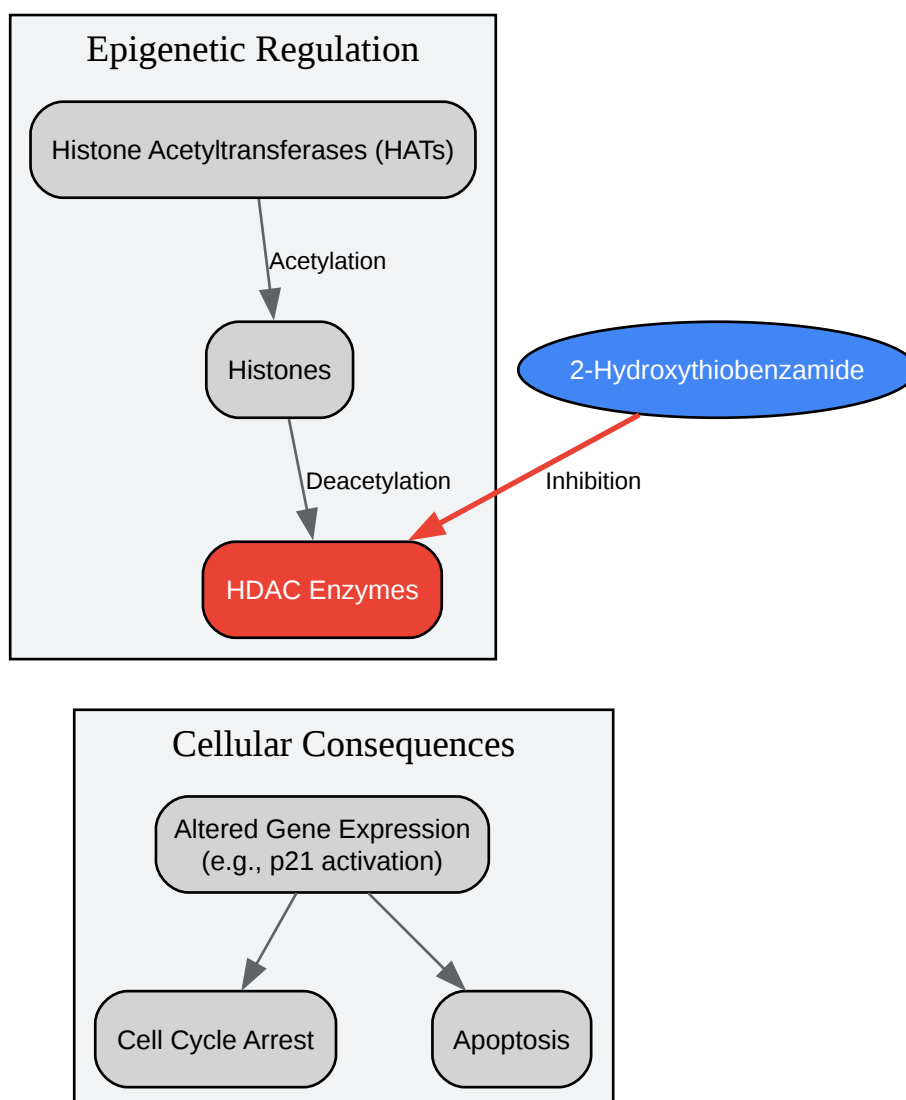 Epigenetic Regulation
Histone Acetyltransferases (HATs)
Acetylation
Histones
2-Hydroxythiobenzamide
Deacetylation
Inhibition
HDAC Enzymes
Cellular Consequences
Altered Gene Expression
(e.g., p21 activation)
Cell Cycle Arrest
Apoptosis